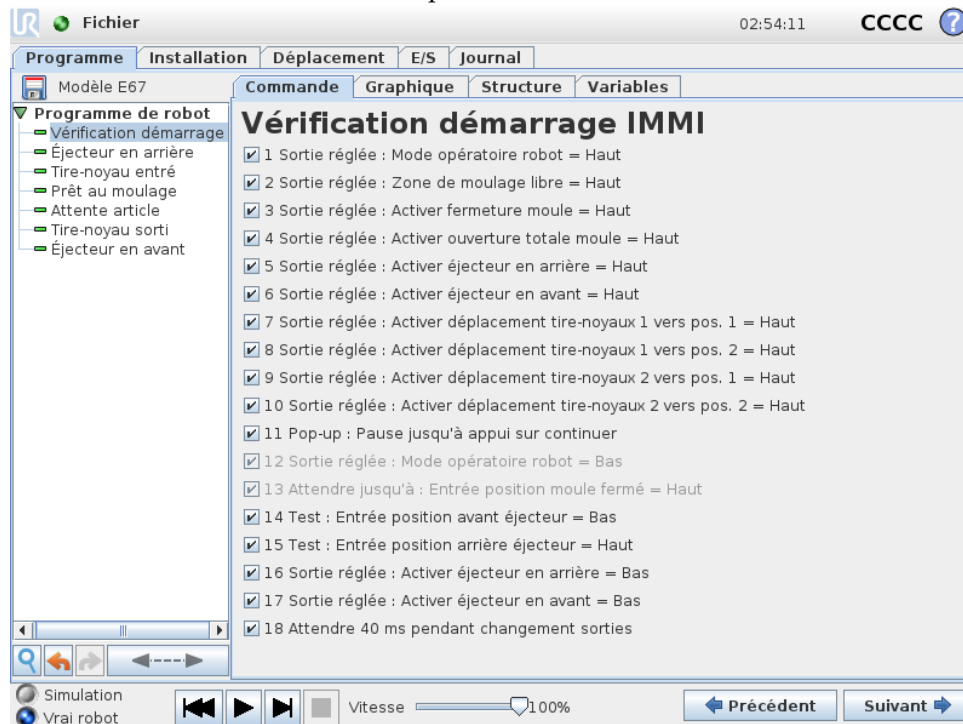 UR Fichier 02:54:11 CCCC ?
Programme Installation Déplacement E/S Journal
Modèle E67
Commande Graphique Structure Variables
Programme de robot
Vérification démarrage
Éjecteur en arrière
Tire-noyau entré
Prêt au moulage
Attente article
Tire-noyau sorti
Éjecteur en avant
Vérification démarrage IMMI
1 Sortie réglée : Mode opératoire robot = Haut
2 Sortie réglée : Zone de moulage libre = Haut
3 Sortie réglée : Activer fermeture moule = Haut
4 Sortie réglée : Activer ouverture totale moule = Haut
5 Sortie réglée : Activer éjecteur en arrière = Haut
6 Sortie réglée : Activer éjecteur en avant = Haut
7 Sortie réglée : Activer déplacement tire-noyaux 1 vers pos. 1 = Haut
8 Sortie réglée : Activer déplacement tire-noyaux 1 vers pos. 2 = Haut
9 Sortie réglée : Activer déplacement tire-noyaux 2 vers pos. 1 = Haut
10 Sortie réglée : Activer déplacement tire-noyaux 2 vers pos. 2 = Haut
11 Pop-up : Pause jusqu'à appui sur continuer
12 Sortie réglée : Mode opératoire robot = Bas
13 Attendre jusqu'à : Entrée position moule fermé = Haut
14 Test : Entrée position avant éjecteur = Bas
15 Test : Entrée position arrière éjecteur = Haut
16 Sortie réglée : Activer éjecteur en arrière = Bas
17 Sortie réglée : Activer éjecteur en avant = Bas
18 Attendre 40 ms pendant changement sorties
Simulation
Vrai robot
Vitesse 100%
Précédent Suivant